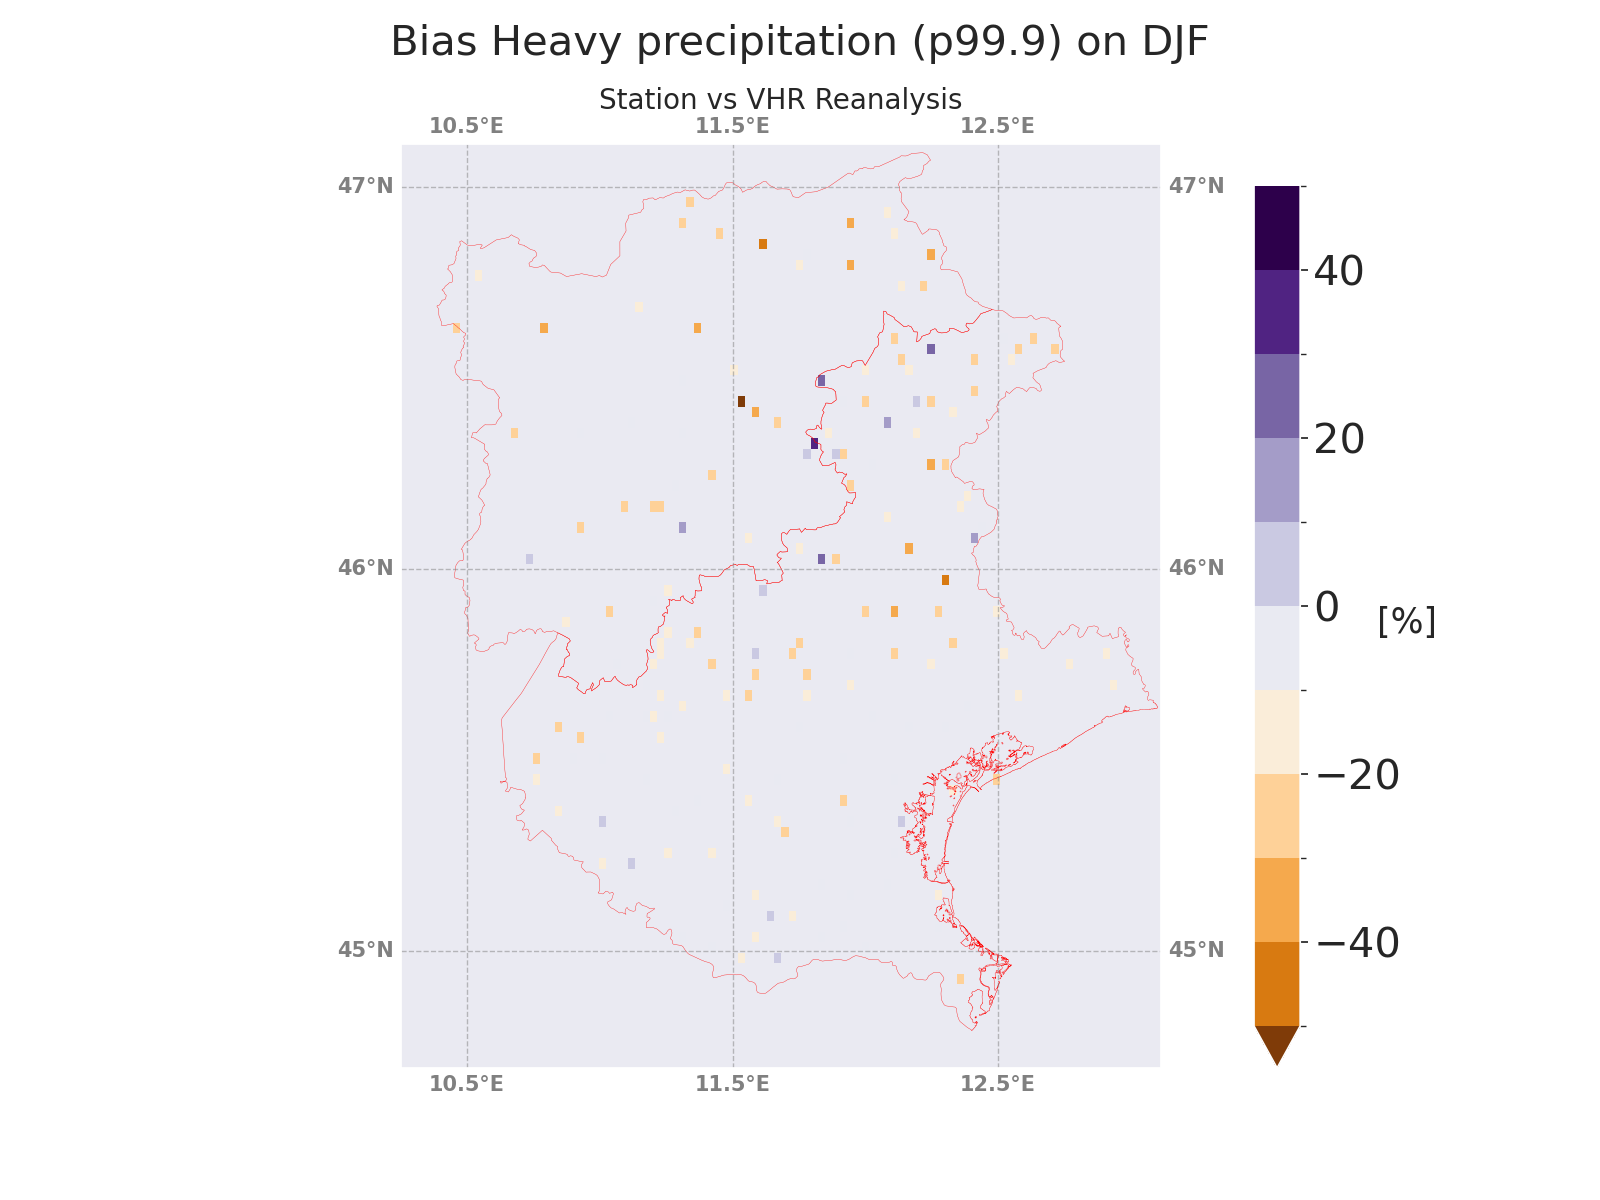 Bias Heavy precipitation (p99.9) on DJF
Station vs VHR Reanalysis
10.5°E 11.5°E 12.5°E
47°N 47°N
40
20
46°N 46°N
0 [%]
−20
−40
45°N 45°N
10.5°E 11.5°E 12.5°E